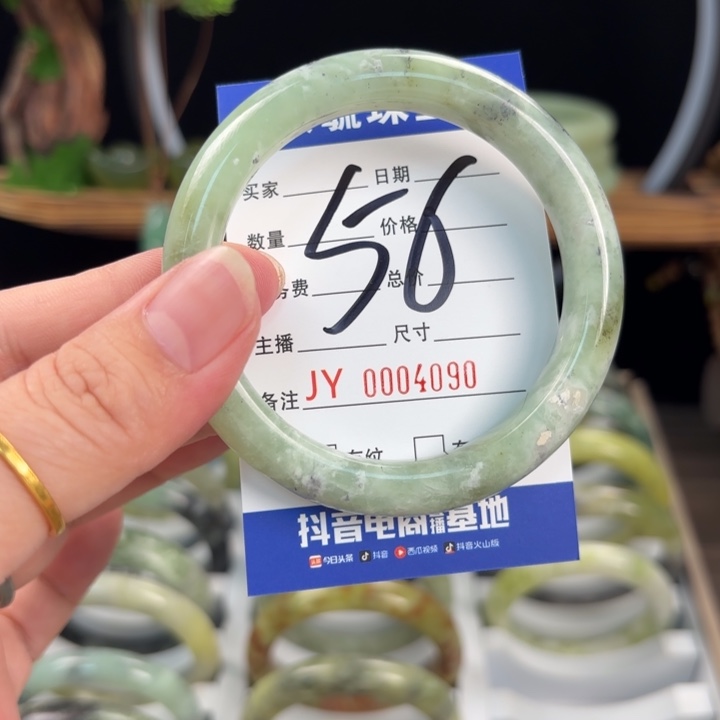 买家 日期
56
数量 价格
务费 总价
主播 尺寸
备注 JY 0004090
抖音电商直播基地
今日头条 抖音 西瓜视频 抖音火山版